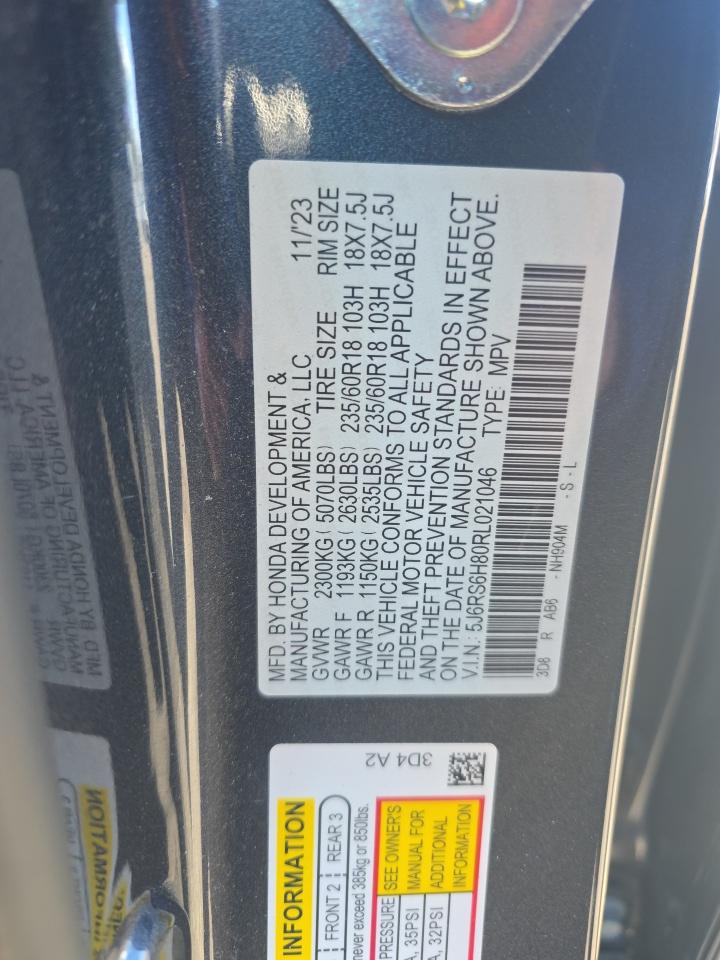 MFD. BY HONDA DEVELOPMENT &
MANUFACTURING OF AMERICA, LLC 11/'23
GVWR 2300KG ( 5070LBS) TIRE SIZE RIM SIZE
GAWR F 1193KG ( 2630LBS) 235/60R18 103H 18X7.5J
GAWR R 1150KG ( 2535LBS) 235/60R18 103H 18X7.5J
THIS VEHICLE CONFORMS TO ALL APPLICABLE
FEDERAL MOTOR VEHICLE SAFETY
AND THEFT PREVENTION STANDARDS IN EFFECT
ON THE DATE OF MANUFACTURE SHOWN ABOVE.
V.I.N.: 5J6RS6H80RL021046 TYPE: MPV
3D8 R AB6 - NH904M - S - L
3D4 A2
INFORMATION
FRONT 2 REAR 3
never exceed 385kg or 850lbs.
PRESSURE SEE OWNER'S
35PSI MANUAL FOR
32PSI ADDITIONAL
INFORMATION